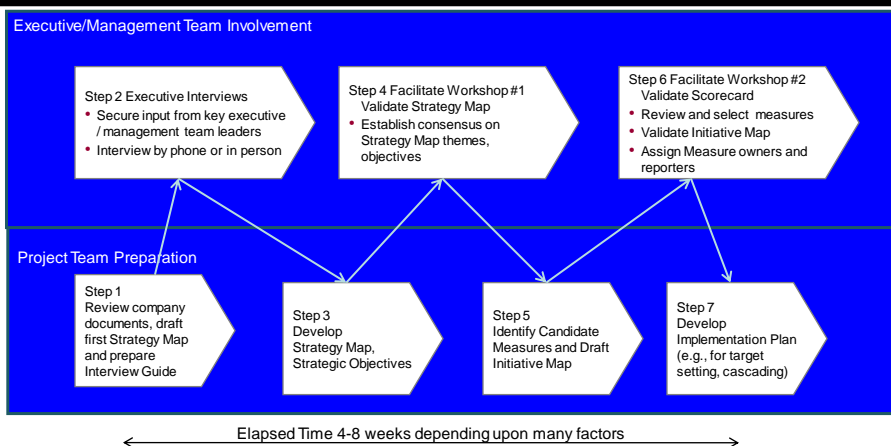 Executive/Management Team Involvement
Step 2 Executive Interviews
• Secure input from key executive
/ management team leaders
• Interview by phone or in person
Step 4 Facilitate Workshop #1
Validate Strategy Map
• Establish consensus on
Strategy Map themes,
objectives
Step 6 Facilitate Workshop #2
Validate Scorecard
• Review and select measures
• Validate Initiative Map
• Assign Measure owners and
reporters
Project Team Preparation
Step 1
Review company
documents, draft
first Strategy Map
and prepare
Interview Guide
Step 3
Develop
Strategy Map,
Strategic Objectives
Step 5
Identify Candidate
Measures and Draft
Initiative Map
Step 7
Develop
Implementation Plan
(e.g., for target
setting, cascading)
Elapsed Time 4-8 weeks depending upon many factors